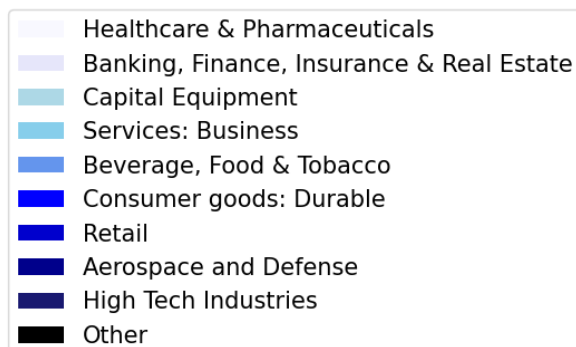 Healthcare & Pharmaceuticals
Banking, Finance, Insurance & Real Estate
Capital Equipment
Services: Business
Beverage, Food & Tobacco
Consumer goods: Durable
Retail
Aerospace and Defense
High Tech Industries
Other